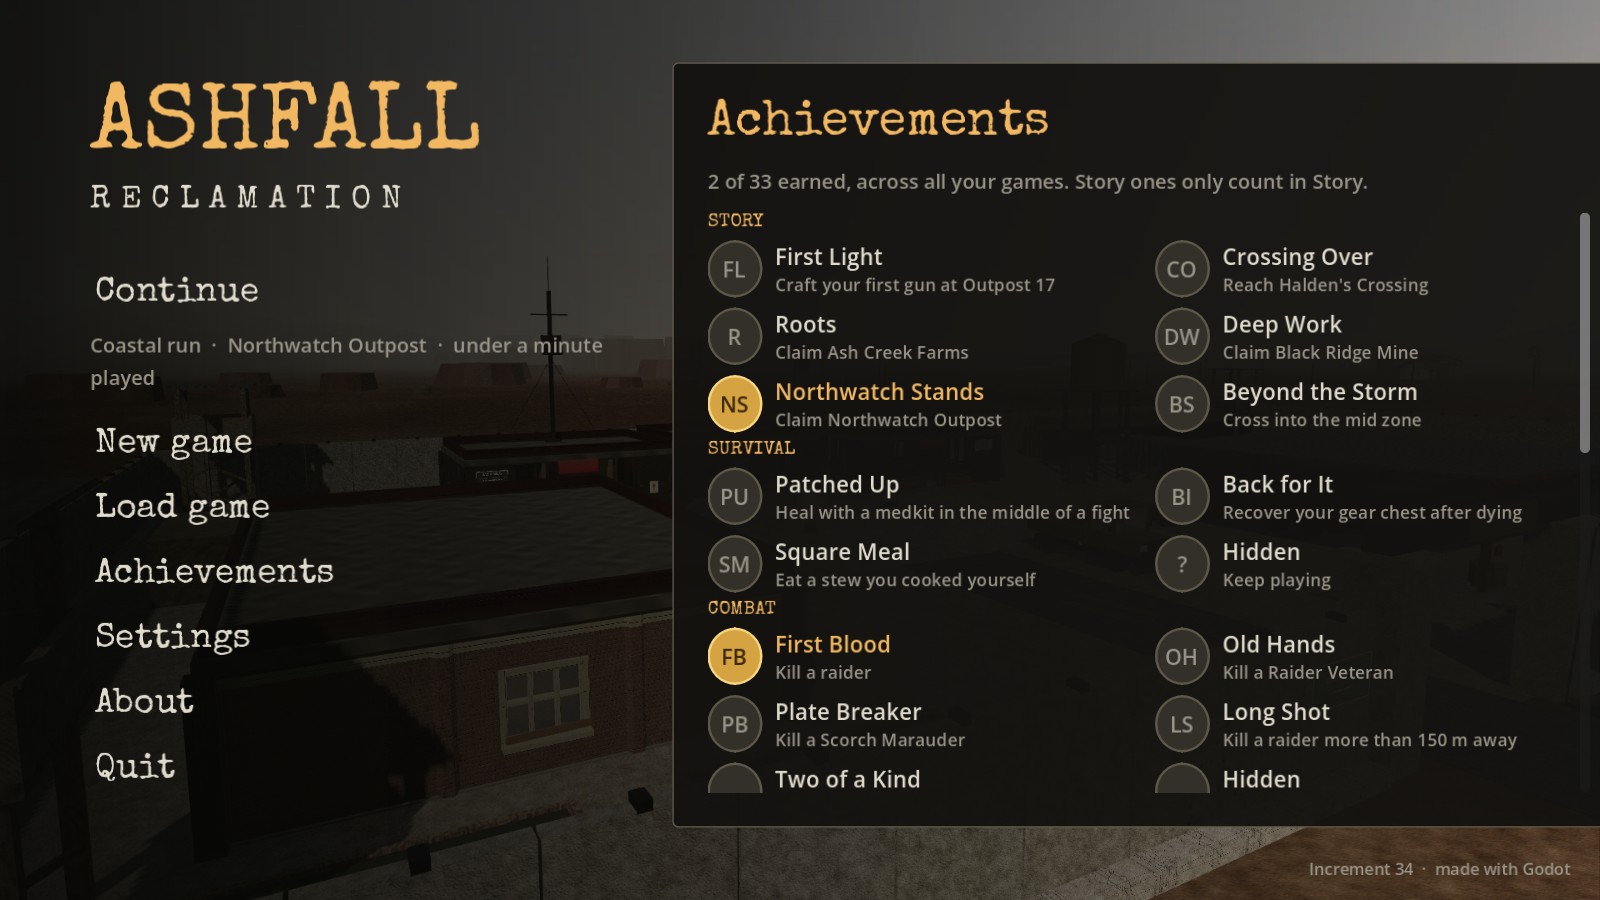 ASHFALL
RECLAMATION
Continue
Coastal run · Northwatch Outpost · under a minute
played
New game
Load game
Achievements
Settings
About
Quit
Achievements
2 of 33 earned, across all your games. Story ones only count in Story.
STORY
FL
First Light
Craft your first gun at Outpost 17
CO
Crossing Over
Reach Halden's Crossing
R
Roots
Claim Ash Creek Farms
DW
Deep Work
Claim Black Ridge Mine
NS
Northwatch Stands
Claim Northwatch Outpost
BS
Beyond the Storm
Cross into the mid zone
SURVIVAL
PU
Patched Up
Heal with a medkit in the middle of a fight
BI
Back for It
Recover your gear chest after dying
SM
Square Meal
Eat a stew you cooked yourself
?
Hidden
Keep playing
COMBAT
FB
First Blood
Kill a raider
OH
Old Hands
Kill a Raider Veteran
PB
Plate Breaker
Kill a Scorch Marauder
LS
Long Shot
Kill a raider more than 150 m away
Two of a Kind
Hidden
Increment 34 · made with Godot